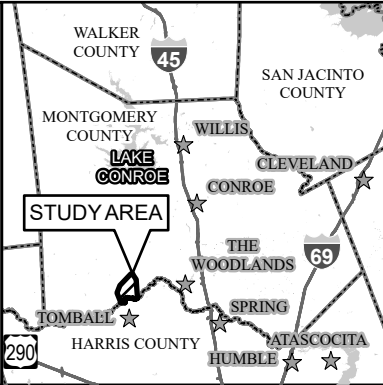 WALKER
COUNTY
45
SAN JACINTO
COUNTY
MONTGOMERY
COUNTY
WILLIS
LAKE
CONROE
CLEVELAND
CONROE
STUDY AREA
THE
WOODLANDS
69
SPRING
TOMBALL
HARRIS COUNTY
ATASCOCITA
HUMBLE
290